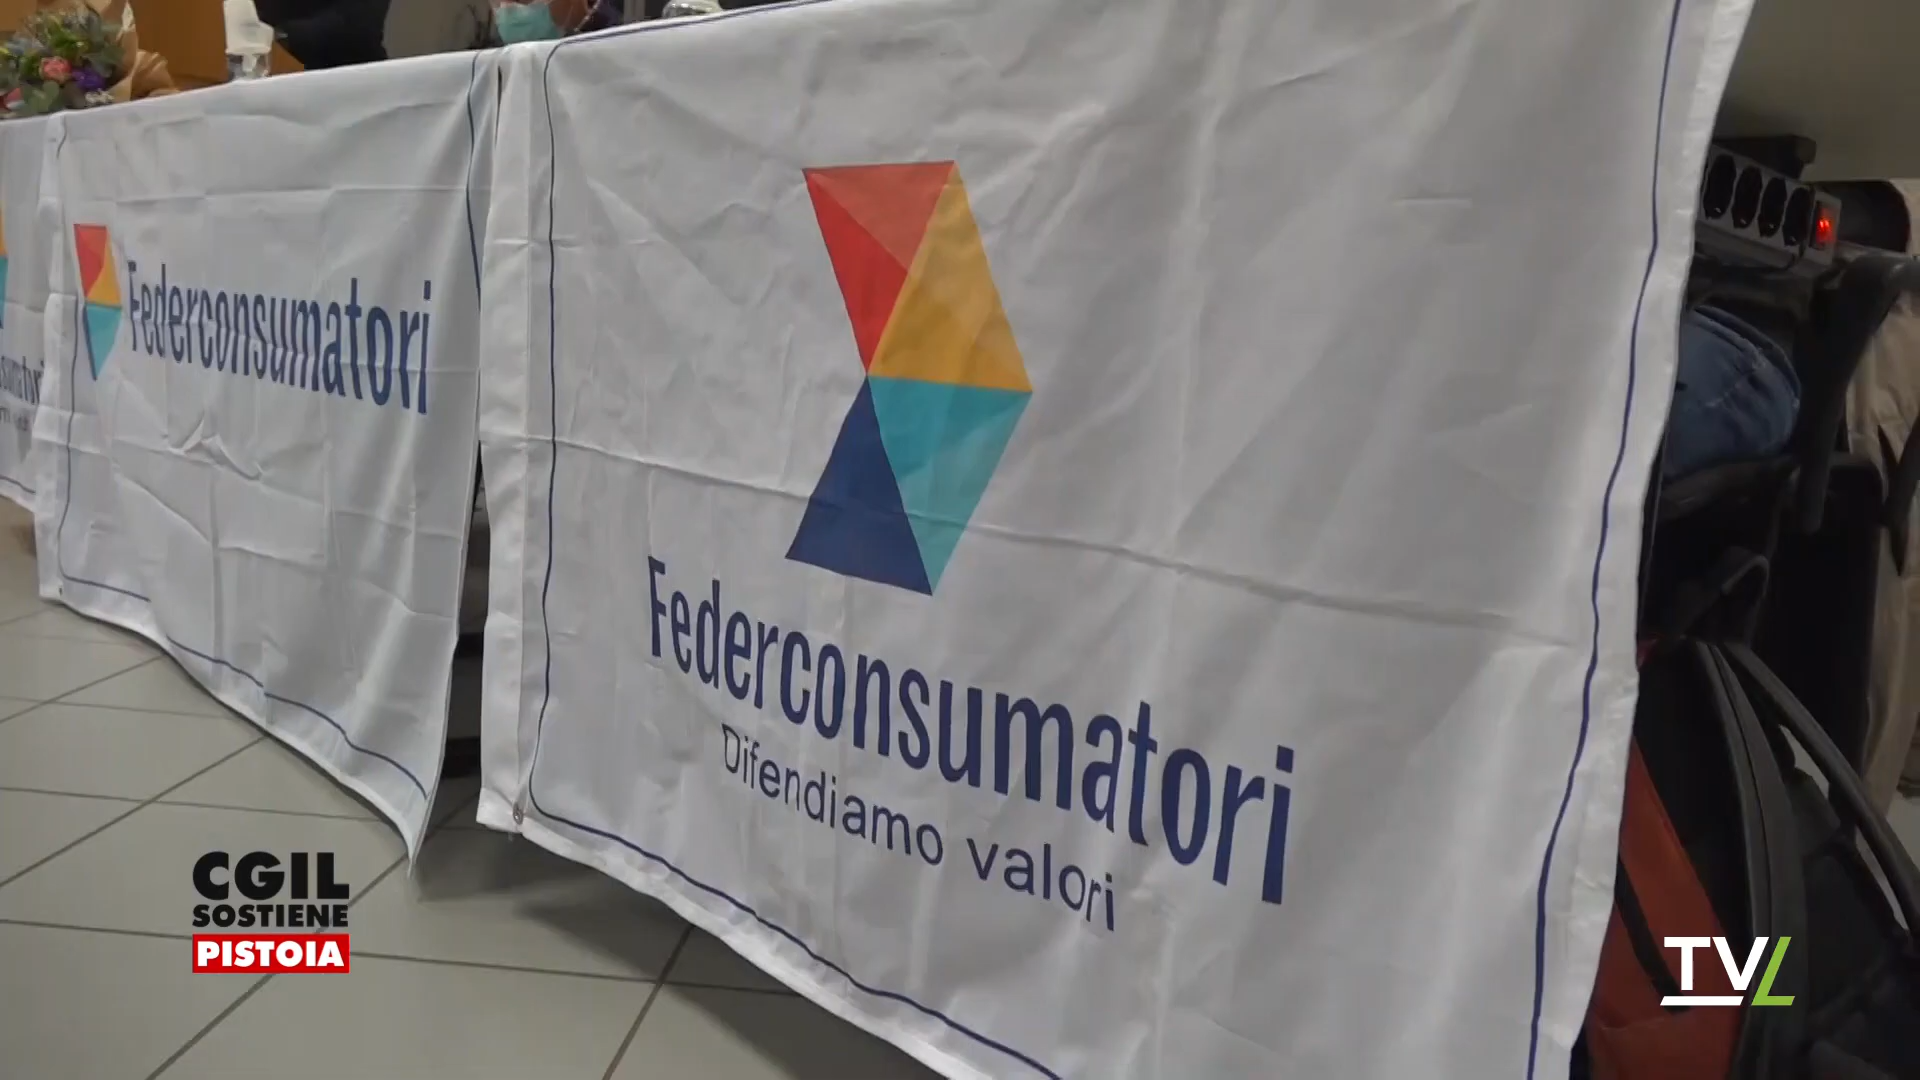 Federconsumatori
Federconsumatori
Difendiamo valori
CGIL
SOSTIENE
PISTOIA
TVL